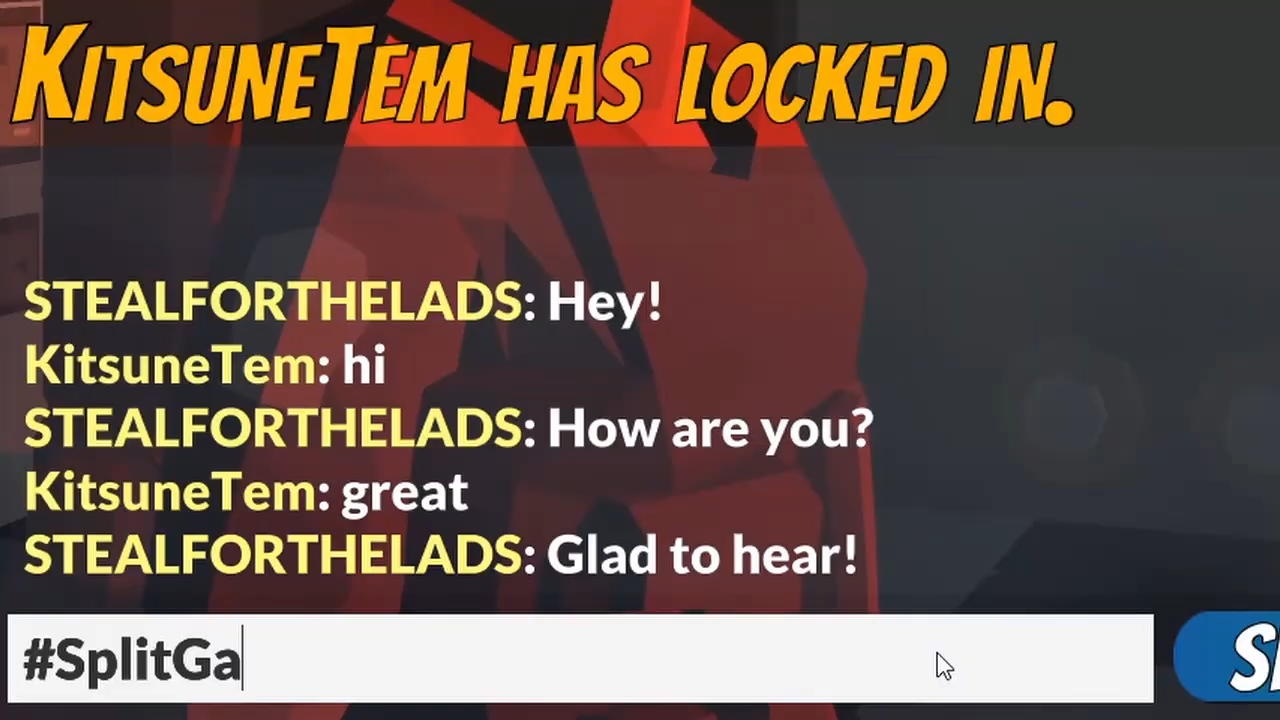 KITSUNETEM HAS LOCKED IN.
STEALFORTHELADS: Hey!
KitsuneTem: hi
STEALFORTHELADS: How are you?
KitsuneTem: great
STEALFORTHELADS: Glad to hear!
#SplitGa